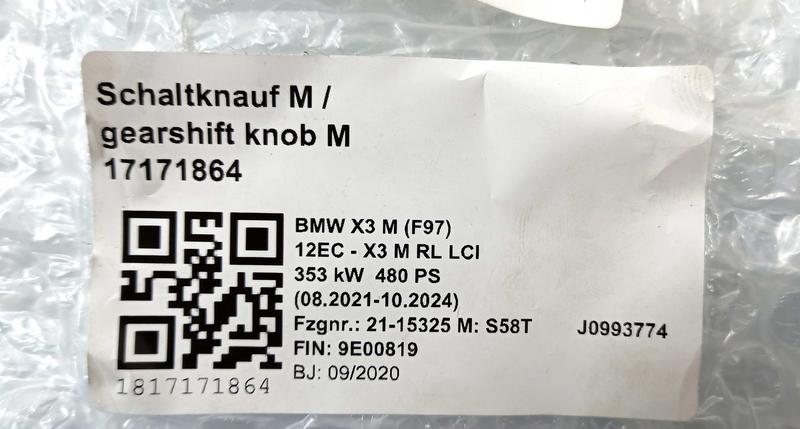 Schaltknauf M /
gearshift knob M
17171864
BMW X3 M (F97)
12EC - X3 M RL LCI
353 kW 480 PS
(08.2021-10.2024)
Fzgnr.: 21-15325 M: S58T J0993774
FIN: 9E00819
BJ: 09/2020
1817171864